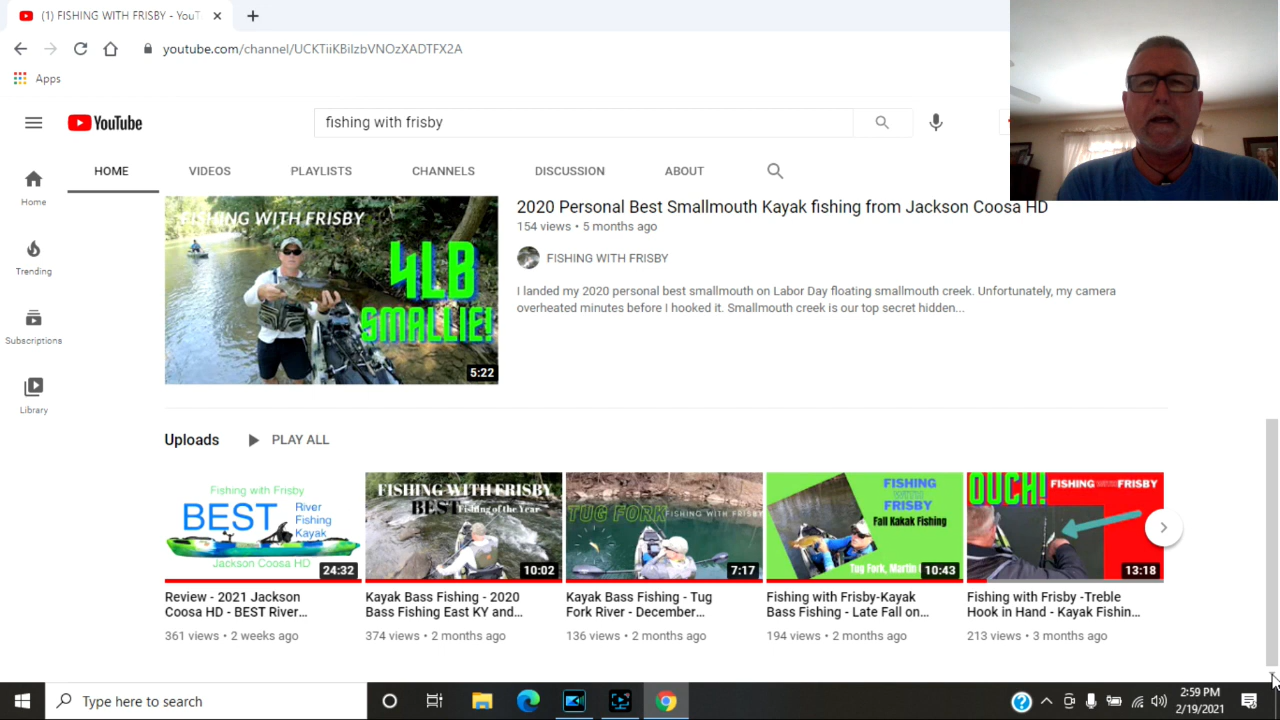 (1) FISHING WITH FRISBY - YouT
youtube.com/channel/UCKTiiKBilzbVNOzXADTFX2A
Apps
YouTube
fishing with frisby
HOME VIDEOS PLAYLISTS CHANNELS DISCUSSION ABOUT
Home
Trending
Subscriptions
Library
FISHING WITH FRISBY
4LB
SMALLIE!
5:22
2020 Personal Best Smallmouth Kayak fishing from Jackson Coosa HD
154 views • 5 months ago
FISHING WITH FRISBY
I landed my 2020 personal best smallmouth on Labor Day floating smallmouth creek. Unfortunately, my camera
overheated minutes before I hooked it. Smallmouth creek is our top secret hidden...
Uploads PLAY ALL
Fishing with Frisby
BEST
River
Fishing
Kayak
Jackson Coosa HD
24:32
Review - 2021 Jackson
Coosa HD - BEST River...
361 views • 2 weeks ago
FISHING WITH FRISBY
BEST Fishing of the Year
10:02
Kayak Bass Fishing - 2020
Bass Fishing East KY and...
374 views • 2 months ago
TUG FORK FISHING WITH FRISBY
7:17
Kayak Bass Fishing - Tug
Fork River - December...
136 views • 2 months ago
FISHING
WITH
FRISBY
Fall Kakak Fishing
Tug Fork, Martin
10:43
Fishing with Frisby-Kayak
Bass Fishing - Late Fall on...
194 views • 2 months ago
OUCH! FISHING WITH FRISBY
13:18
Fishing with Frisby -Treble
Hook in Hand - Kayak Fishin...
213 views • 3 months ago
Type here to search
2:59 PM
2/19/2021